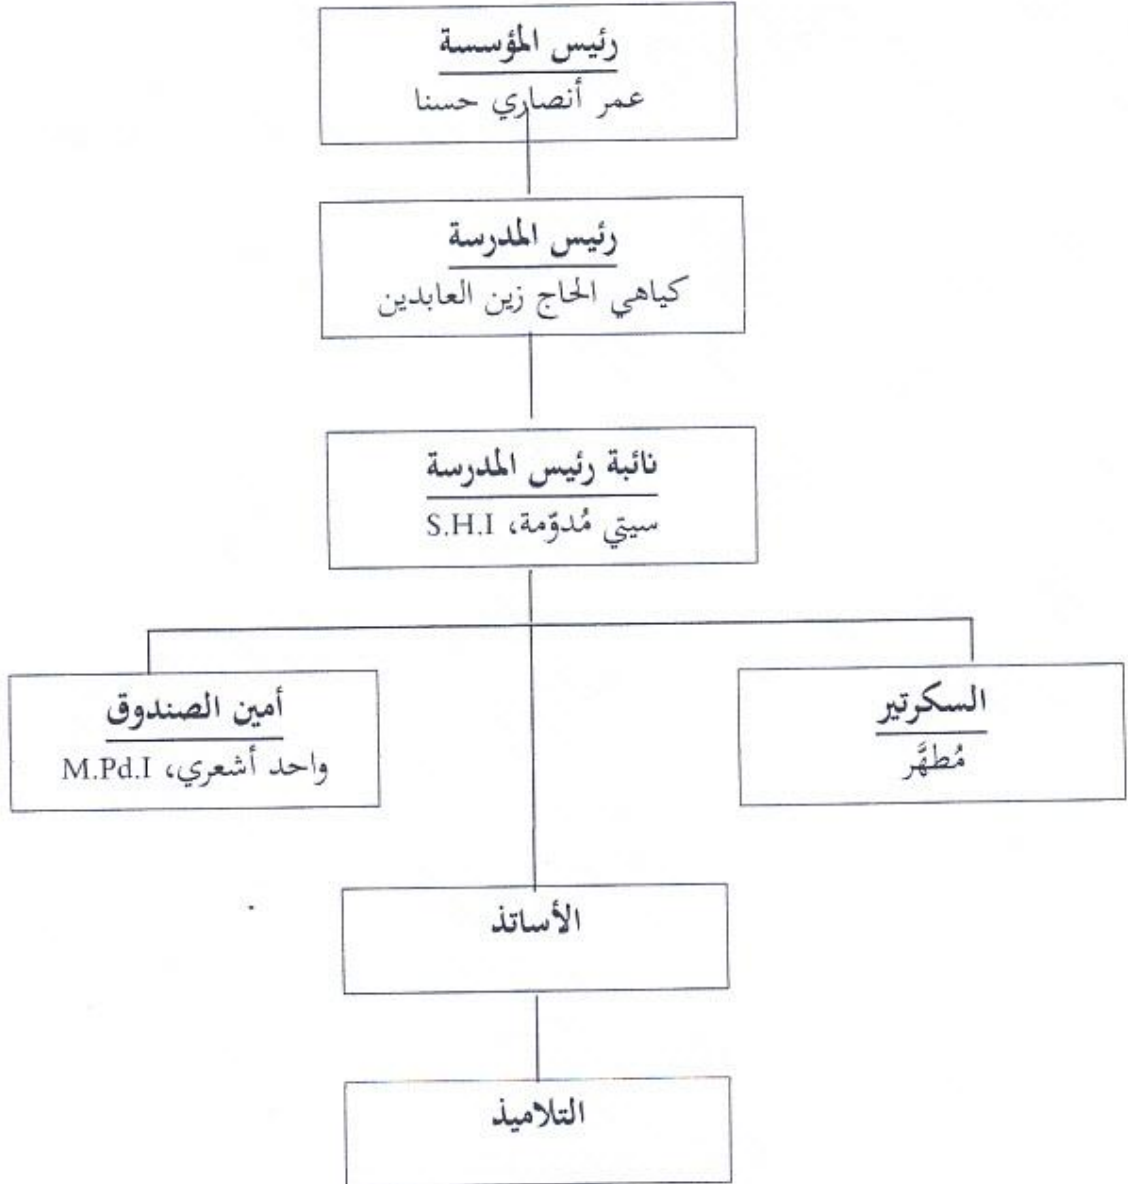 رئيس المؤسسة
عمر أنصاري حسنا
رئيس المدرسة
كياهي الحاج زين العابدين
نائبة رئيس المدرسة
سيتي مُدوّمة، S.H.I
السكرتير
مُطهَّر
أمين الصندوق
واحد أشعري، M.Pd.I
الأساتذ
التلاميذ